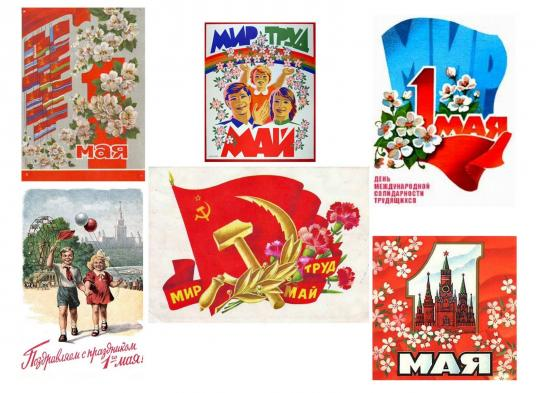 1
мая
МИР ТРУД
МАЙ
МИР
1 МАЯ
ДЕНЬ
МЕЖДУНАРОДНОЙ
СОЛИДАРНОСТИ
ТРУДЯЩИХСЯ
Поздравляем с праздником
1го мая!
МИР
ТРУД
МАЙ
1
МАЯ